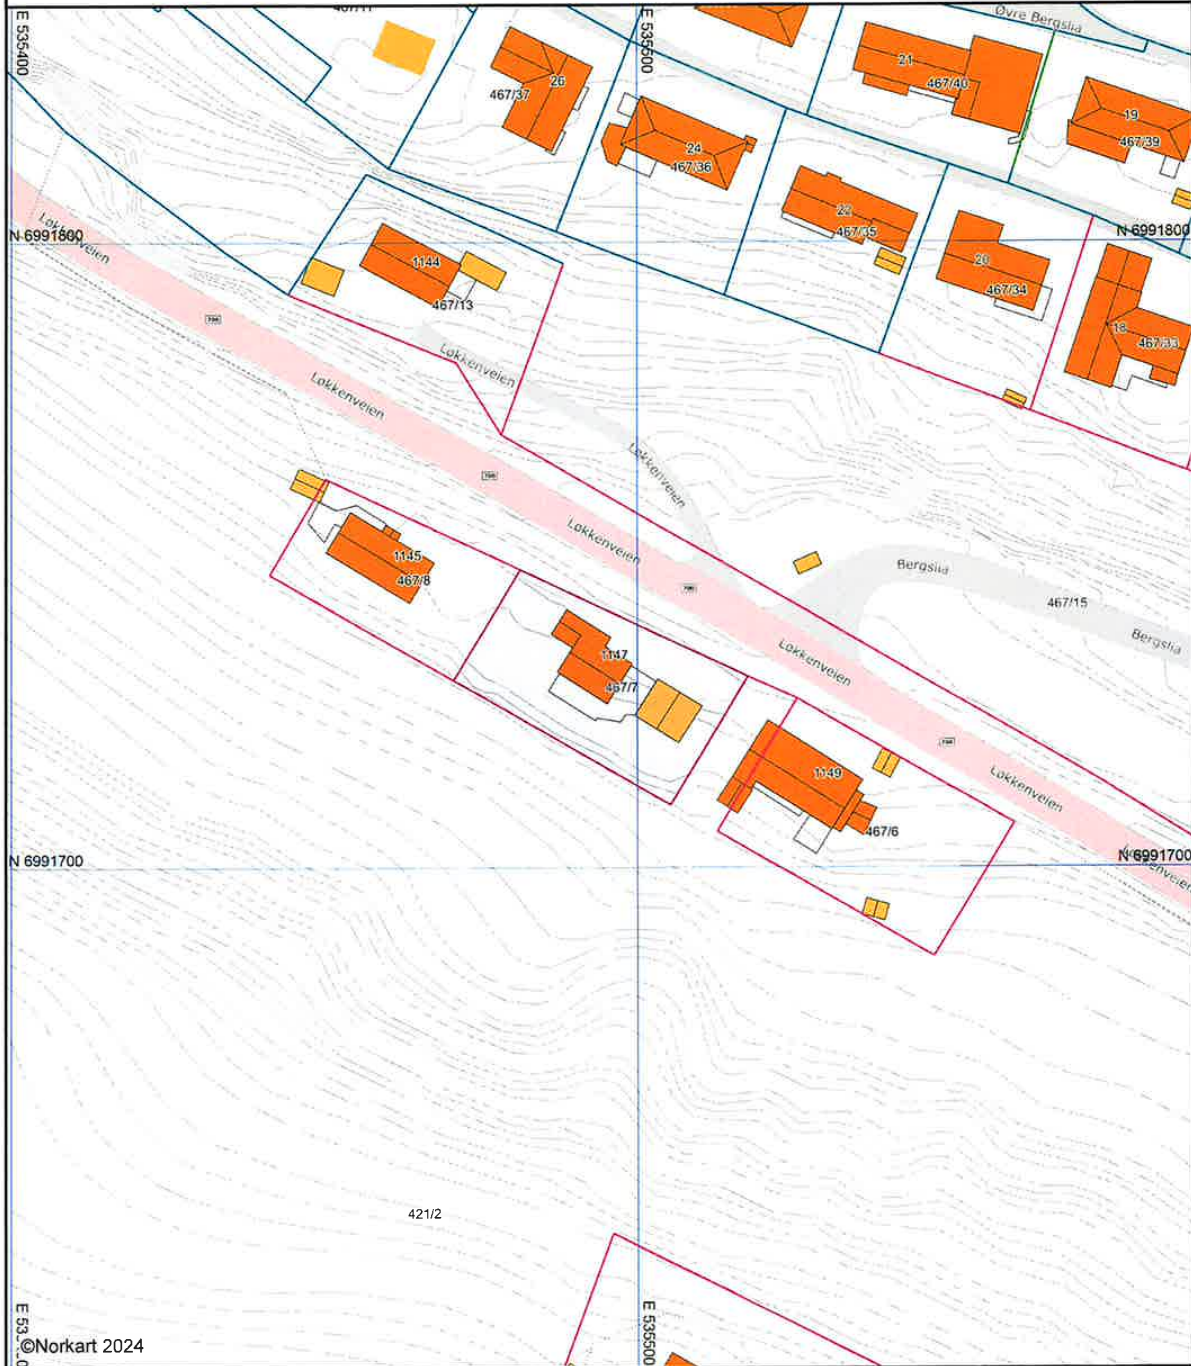 E 535400
E 535500
Øvre Bergslia
21
467/40
26
467/37
19
467/39
24
467/36
22
467/35
N 6991800
N 6991800
Løkkenveien
1144
467/13
20
467/34
18
467/33
Løkkenveien
Løkkenveien
Løkkenveien
Løkkenveien
1145
467/8
Bergslia
467/15
Bergslia
1147
467/7
Løkkenveien
1149
467/6
Løkkenveien
N 6991700
N 6991700
421/2
E 535500
©Norkart 2024